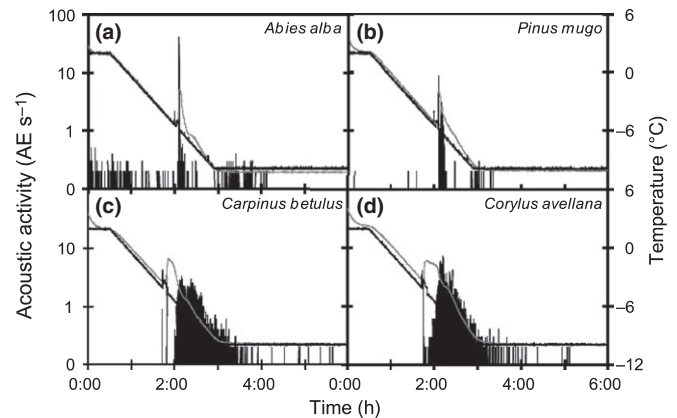 100
(a)
Abies alba
(b)
Pinus mugo
6
10
0
1
−6
0
6
(c)
Carpinus betulus
(d)
Corylus avellana
10
0
1
−6
0
−12
0:00
2:00
4:00
0:00
2:00
4:00
6:00
Time (h)
Acoustic activity (AE s−1)
Temperature (°C)